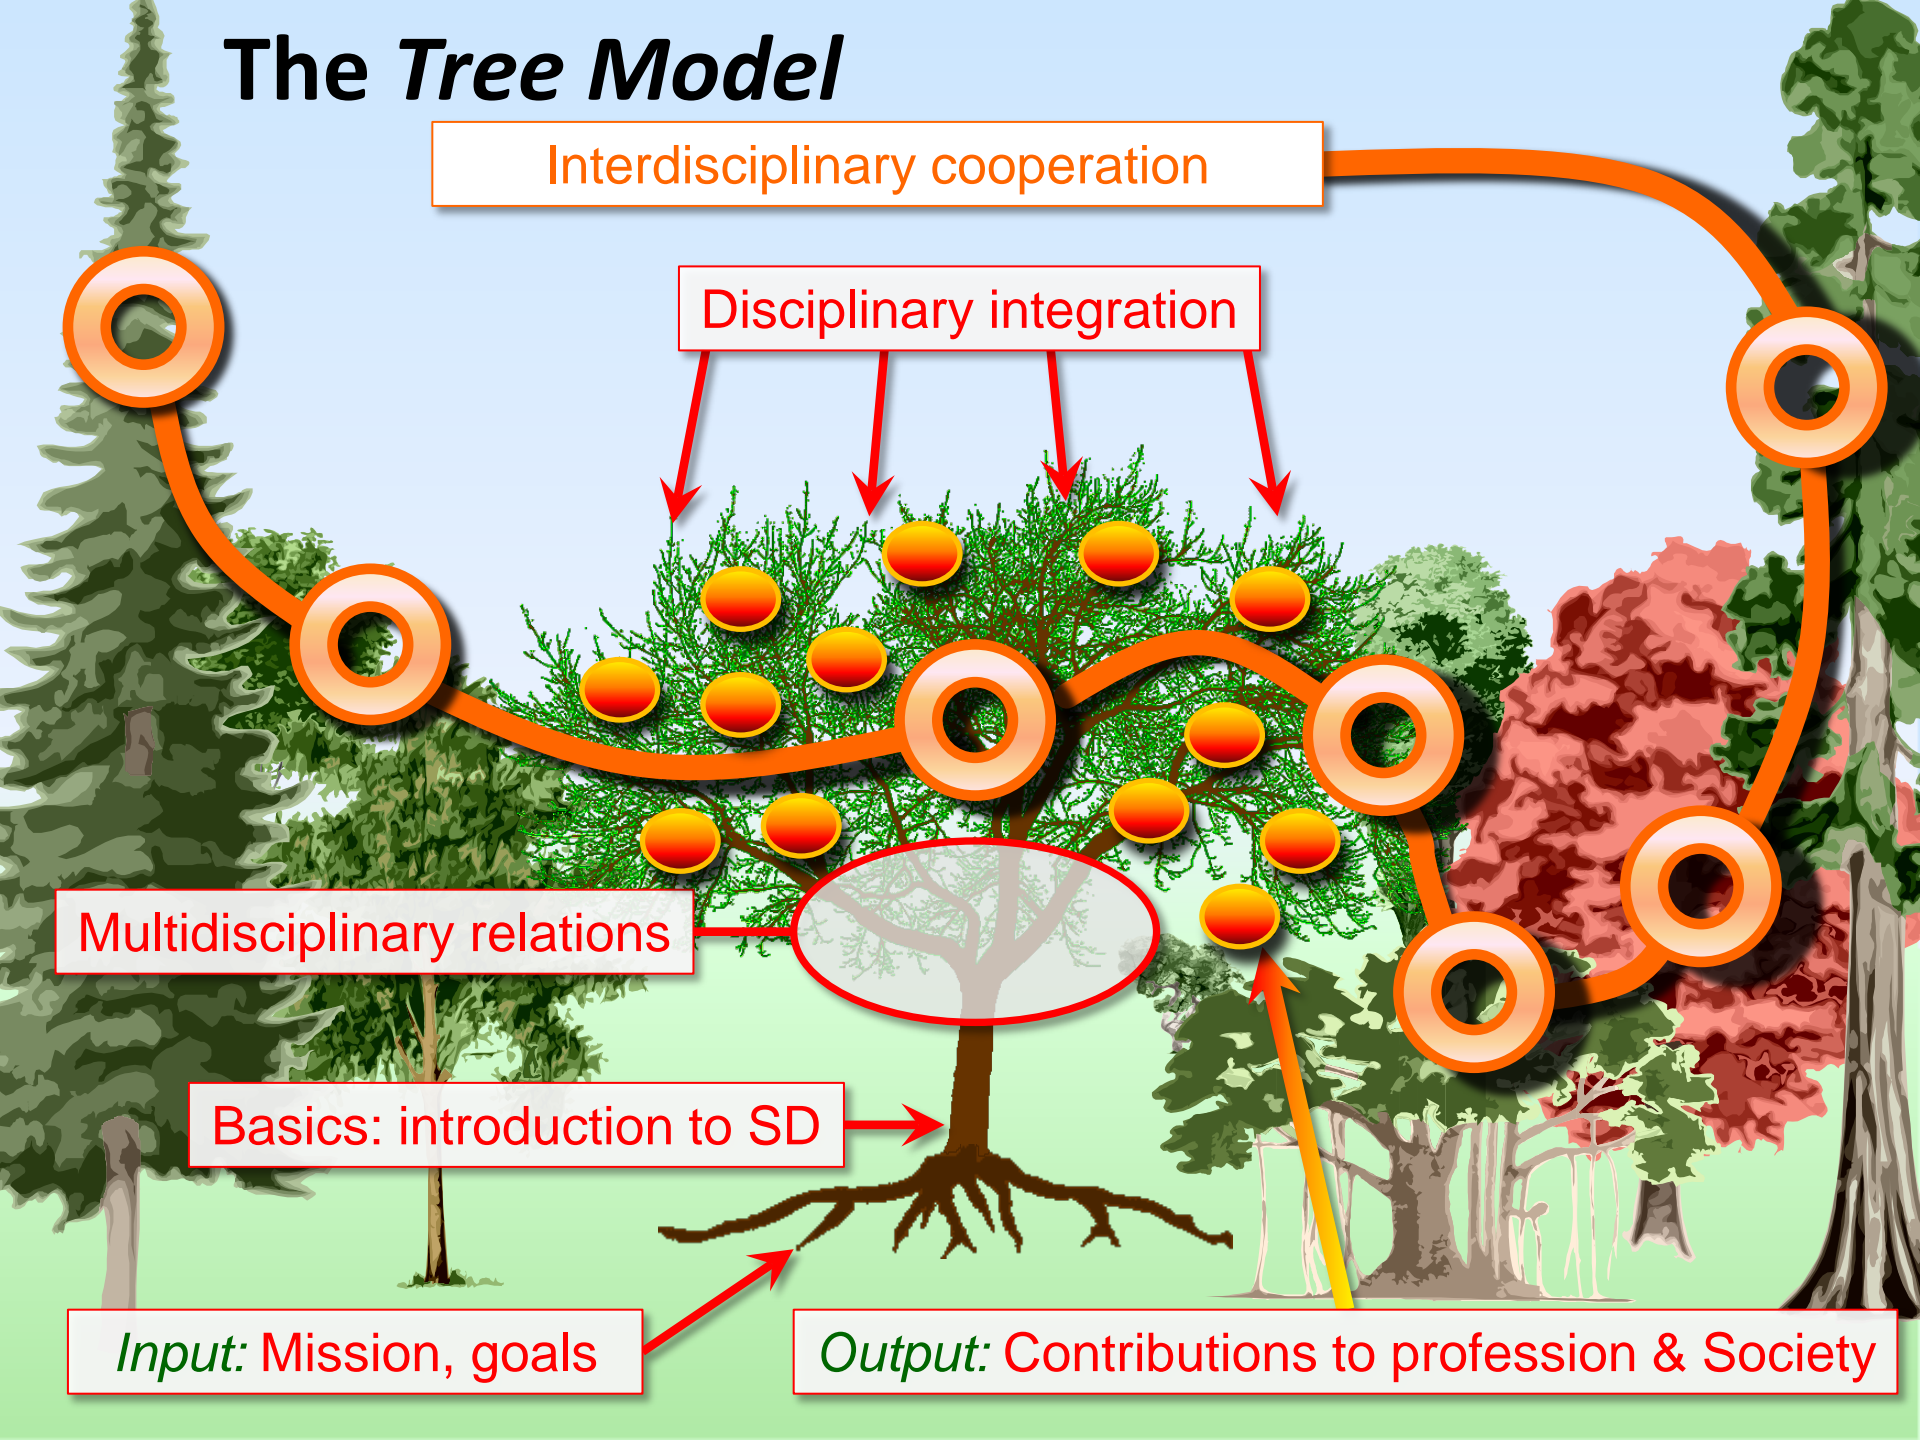 The Tree Model
Interdisciplinary cooperation
Disciplinary integration
Multidisciplinary relations
Basics: introduction to SD
Input: Mission, goals
Output: Contributions to profession & Society